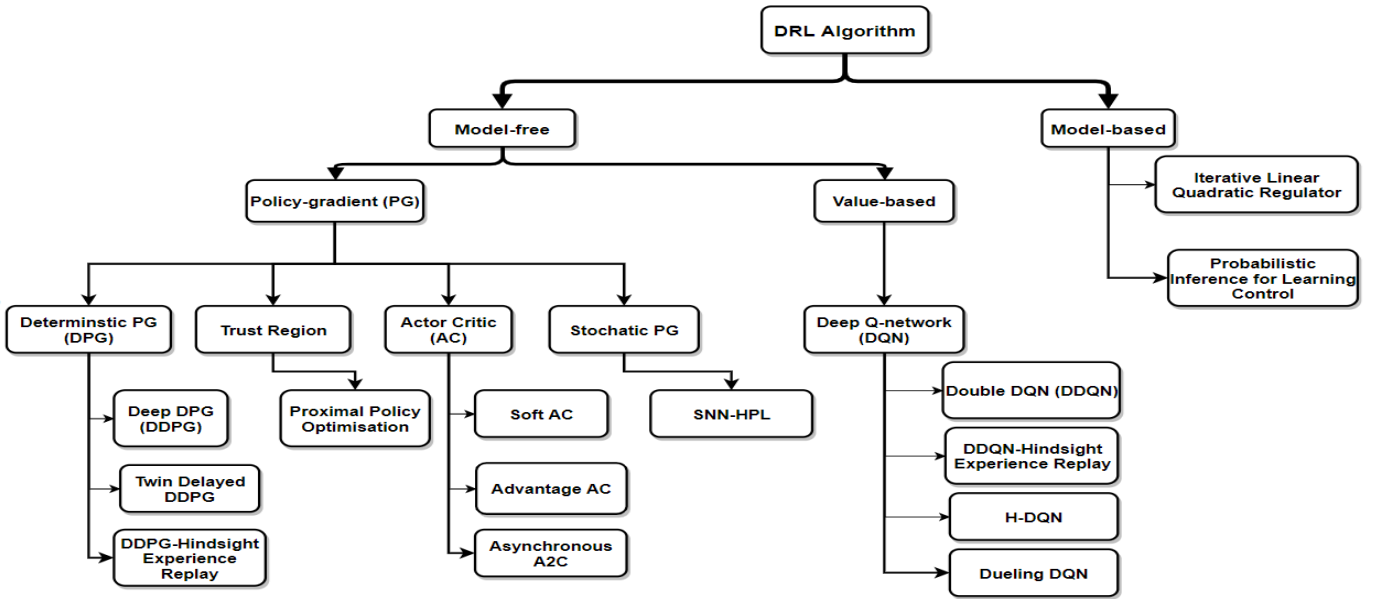 DRL Algorithm
Model-free
Model-based
Iterative Linear
Quadratic Regulator
Policy-gradient (PG)
Value-based
Probabilistic
Inference for Learning
Control
Determinstic PG
(DPG)
Trust Region
Actor Critic
(AC)
Stochatic PG
Deep Q-network
(DQN)
Deep DPG
(DDPG)
Proximal Policy
Optimisation
Soft AC
SNN-HPL
Double DQN (DDQN)
DDQN-Hindsight
Experience Replay
Twin Delayed
DDPG
Advantage AC
H-DQN
DDPG-Hindsight
Experience
Replay
Asynchronous
A2C
Dueling DQN